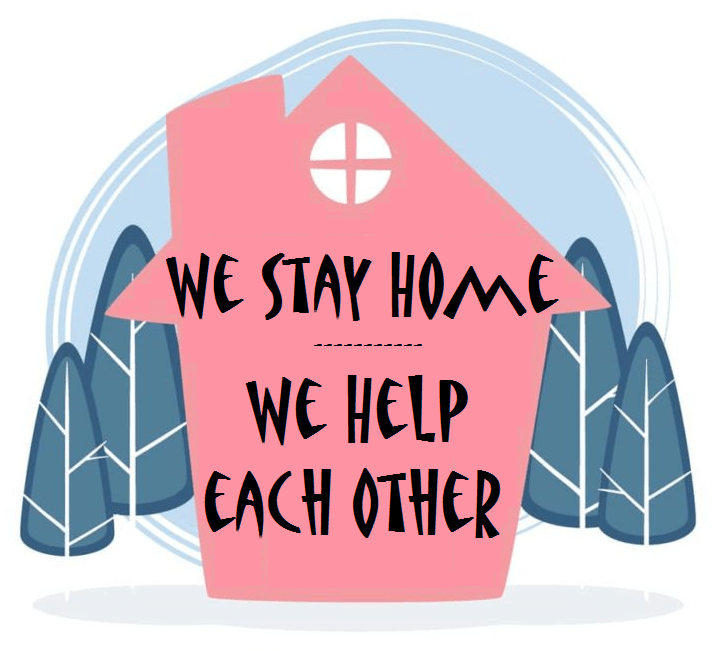 WE STAY HOME
-----------
WE HELP
EACH OTHER